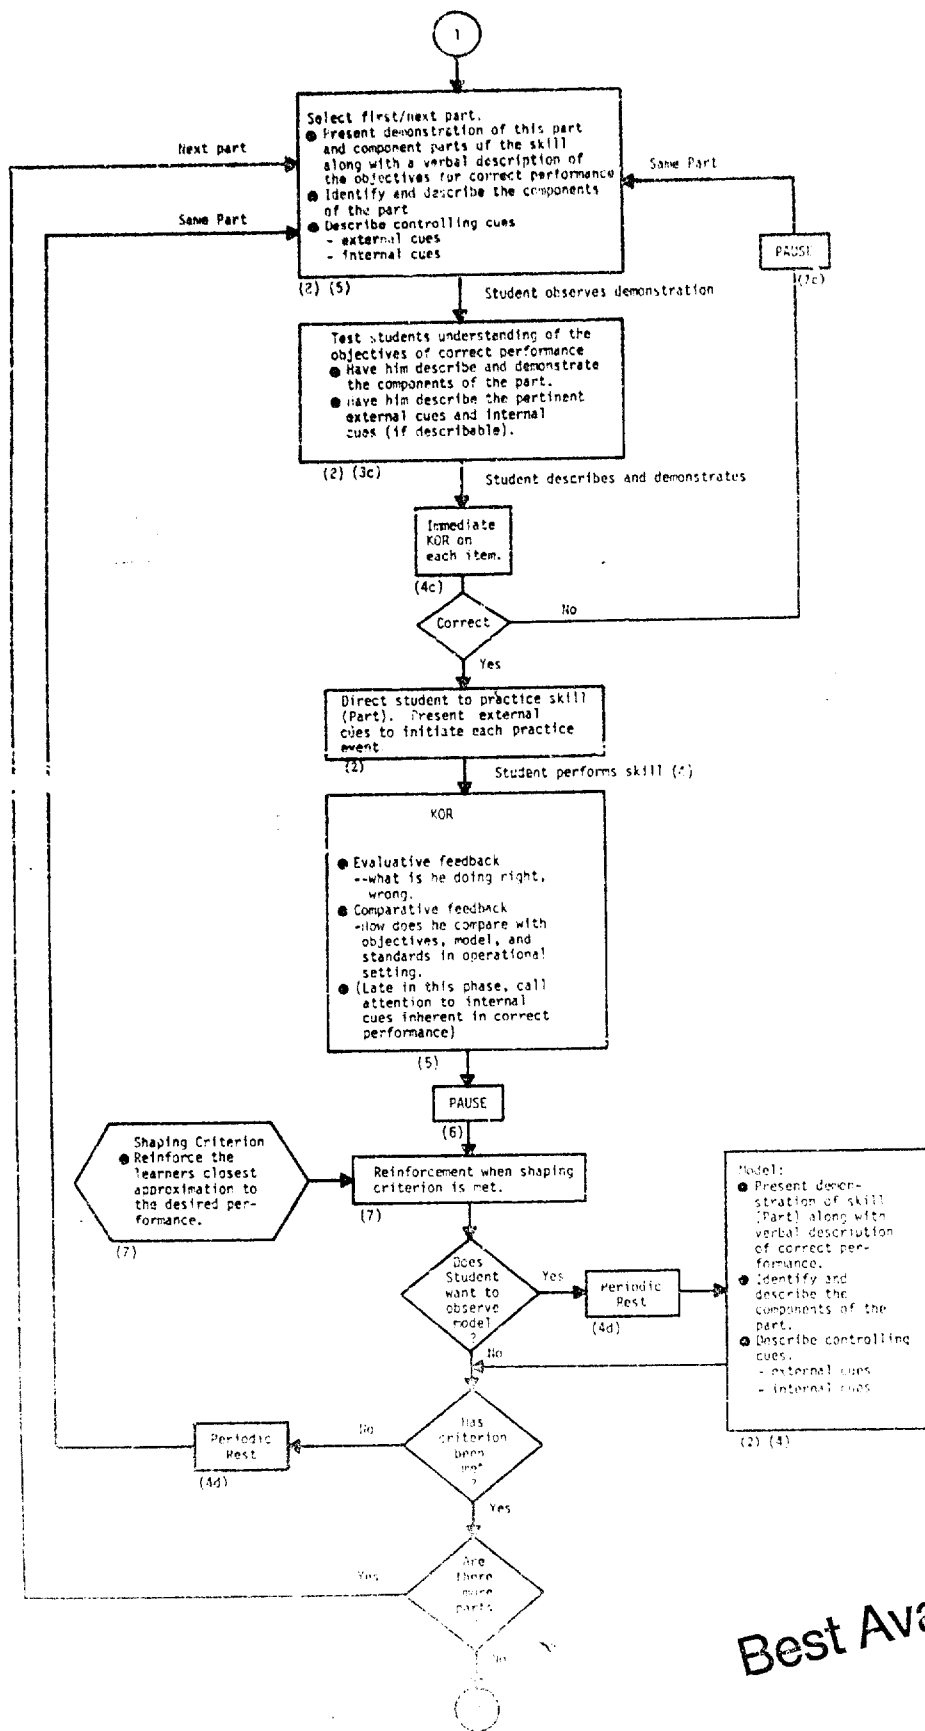 1
Select first/next part.
● Present demonstration of this part
and component parts of the skill
along with a verbal description of
the objectives for correct performance
● Identify and describe the components
of the part
● Describe controlling cues
- external cues
- internal cues
(2) (5)
Next part
Same Part
Same Part
PAUSE
Student observes demonstration
Test students understanding of the
objectives of correct performance
● Have him describe and demonstrate
the components of the part.
● Have him describe the pertinent
external cues and internal
cues (if describable).
(2) (3c)
Student describes and demonstrates
Immediate
KOR on
each item.
(4c)
Correct
No
Yes
Direct student to practice skill
(Part). Present external
cues to initiate each practice
event
(2)
Student performs skill
KOR
● Evaluative feedback
--what is he doing right,
wrong.
● Comparative feedback
-How does he compare with
objectives, model, and
standards in operational
setting.
● (Late in this phase, call
attention to internal
cues inherent in correct
performance)
(5)
PAUSE
(6)
Shaping Criterion
● Reinforce the
learners closest
approximation to
the desired per-
formance.
(7)
Reinforcement when shaping
criterion is met.
(7)
Does
Student
want to
observe
model
?
Yes
Periodic
Rest
(4d)
Model:
● Present demon-
stration of skill
(Part) along with
verbal description
of correct per-
formance.
● Identify and
describe the
components of the
part.
● Describe controlling
cues.
- external cues
- internal cues
(2) (4)
No
Has
criterion
been
met
?
No
Periodic
Rest
(4d)
Yes
Are
there
more
parts
Yes
No
Best Ava